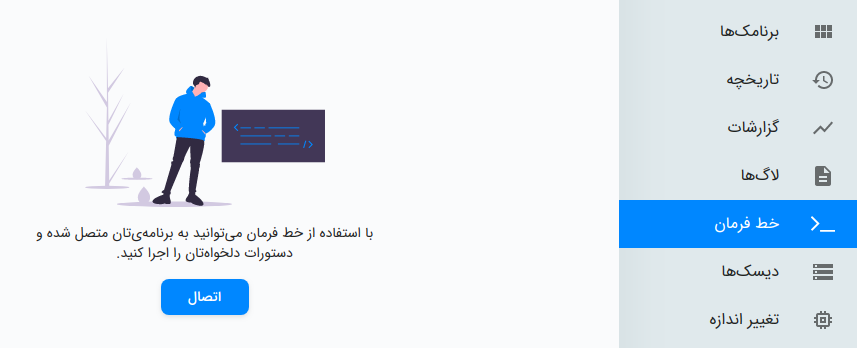 برنامک‌ها
تاریخچه
گزارشات
لاگ‌ها
خط فرمان
دیسک‌ها
تغییر اندازه
با استفاده از خط فرمان می‌توانید به برنامه‌ی‌تان متصل شده و
دستورات دلخواه‌تان را اجرا کنید.
اتصال